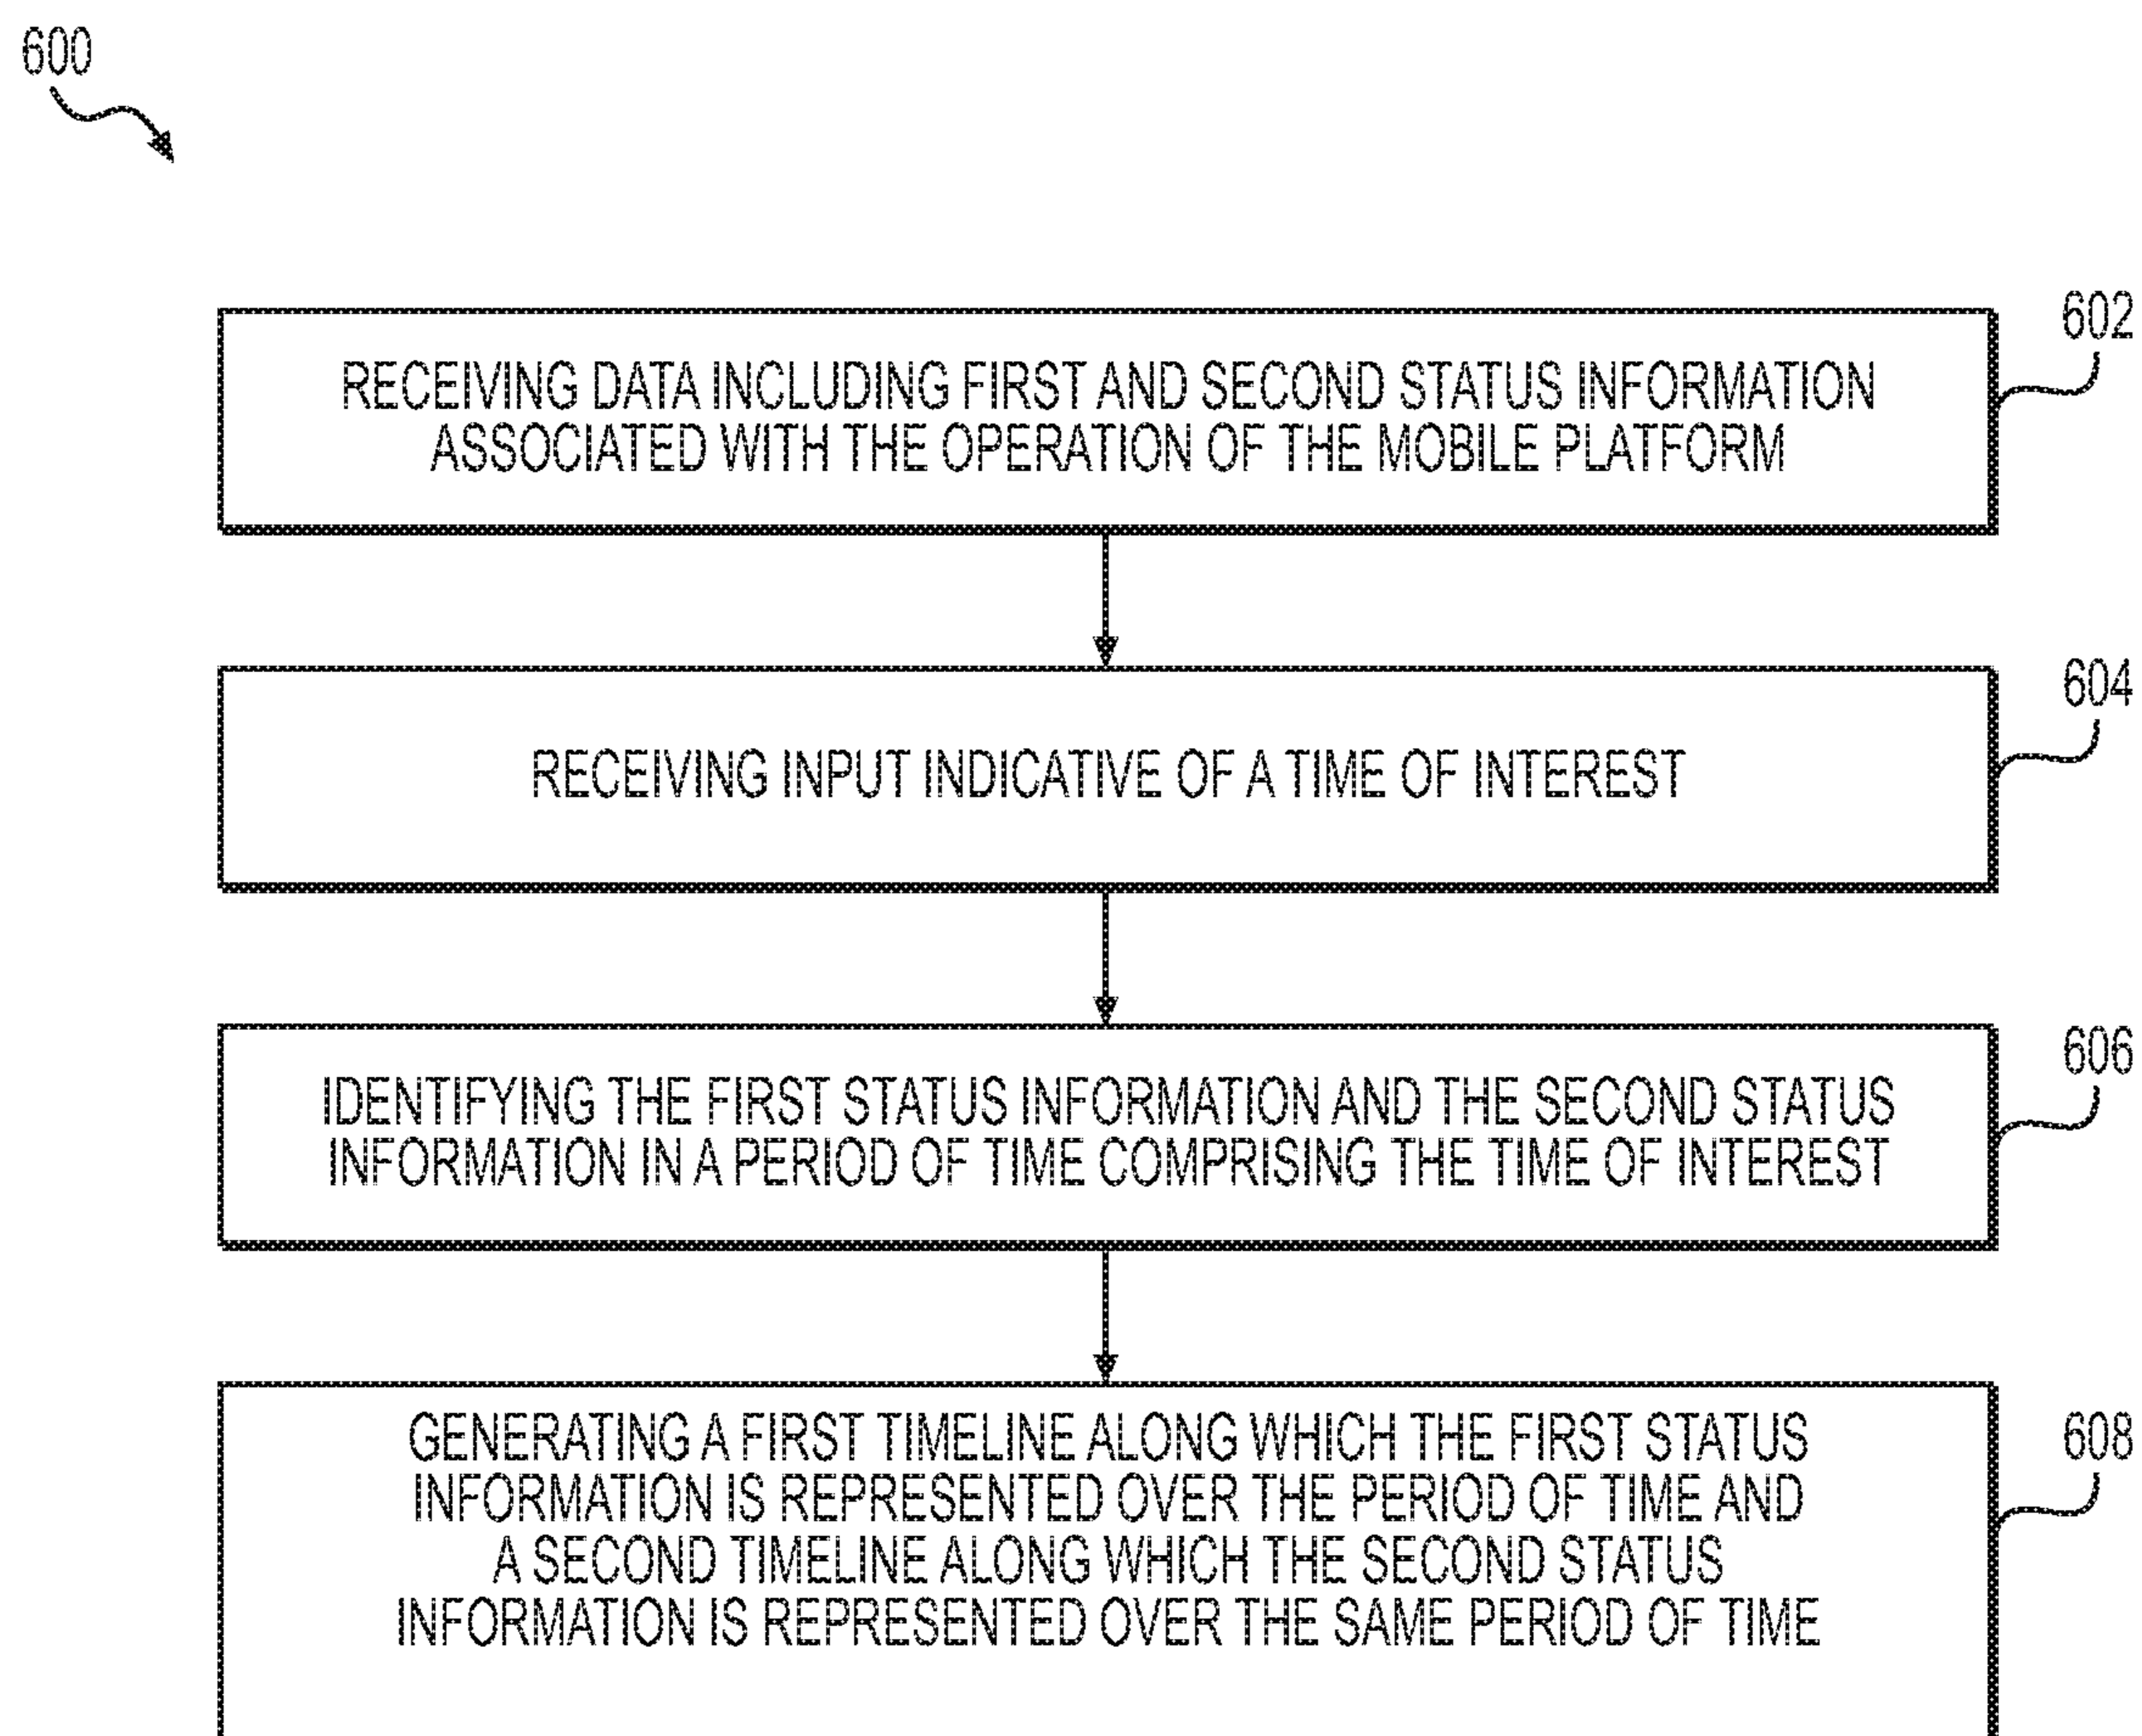 600
602
RECEIVING DATA INCLUDING FIRST AND SECOND STATUS INFORMATION
ASSOCIATED WITH THE OPERATION OF THE MOBILE PLATFORM
604
RECEIVING INPUT INDICATIVE OF A TIME OF INTEREST
606
IDENTIFYING THE FIRST STATUS INFORMATION AND THE SECOND STATUS
INFORMATION IN A PERIOD OF TIME COMPRISING THE TIME OF INTEREST
608
GENERATING A FIRST TIMELINE ALONG WHICH THE FIRST STATUS
INFORMATION IS REPRESENTED OVER THE PERIOD OF TIME AND
A SECOND TIMELINE ALONG WHICH THE SECOND STATUS
INFORMATION IS REPRESENTED OVER THE SAME PERIOD OF TIME